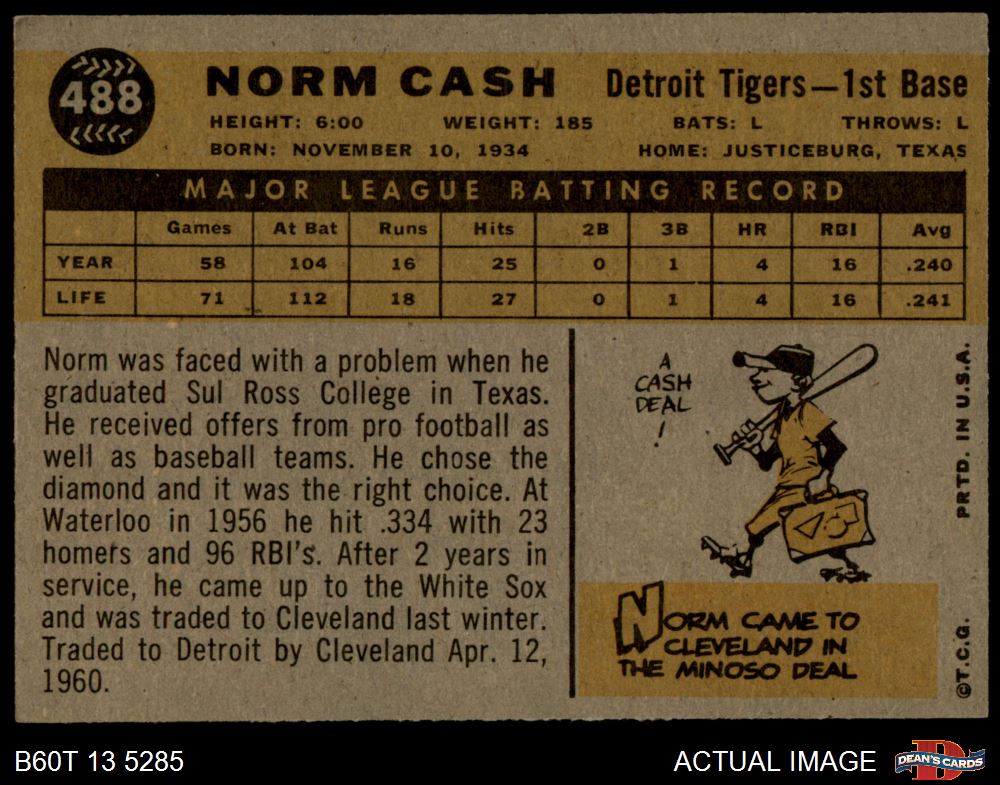 488
NORM CASH Detroit Tigers—1st Base
HEIGHT: 6:00 WEIGHT: 185 BATS: L THROWS: L
BORN: NOVEMBER 10, 1934 HOME: JUSTICEBURG, TEXAS
MAJOR LEAGUE BATTING RECORD
Games At Bat Runs Hits 2B 3B HR RBI Avg
YEAR 58 104 16 25 0 1 4 16 .240
LIFE 71 112 18 27 0 1 4 16 .241
Norm was faced with a problem when he
graduated Sul Ross College in Texas.
He received offers from pro football as
well as baseball teams. He chose the
diamond and it was the right choice. At
Waterloo in 1956 he hit .334 with 23
homers and 96 RBI's. After 2 years in
service, he came up to the White Sox
and was traded to Cleveland last winter.
Traded to Detroit by Cleveland Apr. 12,
1960.
A
CASH
DEAL
!
NORM CAME TO
CLEVELAND IN
THE MINOSO DEAL
©T.C.G. PRTD. IN U.S.A.
B60T 13 5285 ACTUAL IMAGE
D
DEAN'S CARDS